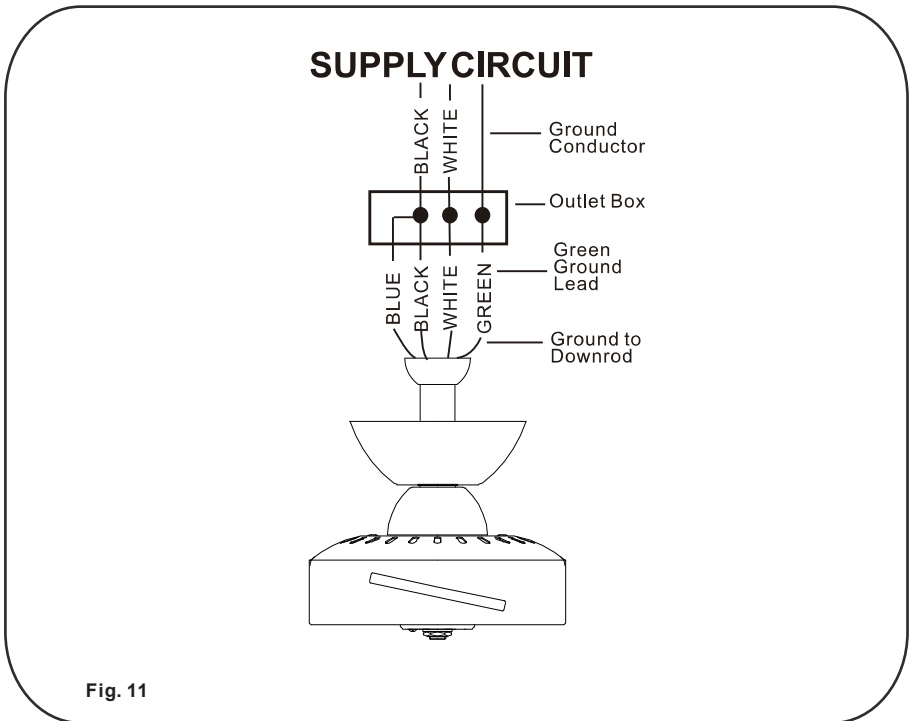 SUPPLY CIRCUIT
BLACK
WHITE
Ground
Conductor
Outlet Box
BLUE
BLACK
WHITE
GREEN
Green
Ground
Lead
Ground to
Downrod
Fig. 11